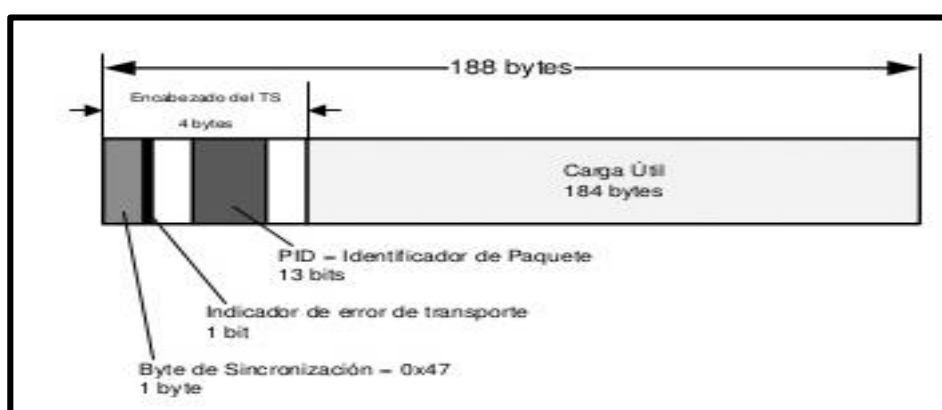 188 bytes
Encabezado del TS
4 bytes
Carga Útil
184 bytes
PID – Identificador de Paquete
13 bits
Indicador de error de transporte
1 bit
Byte de Sincronización – 0x47
1 byte